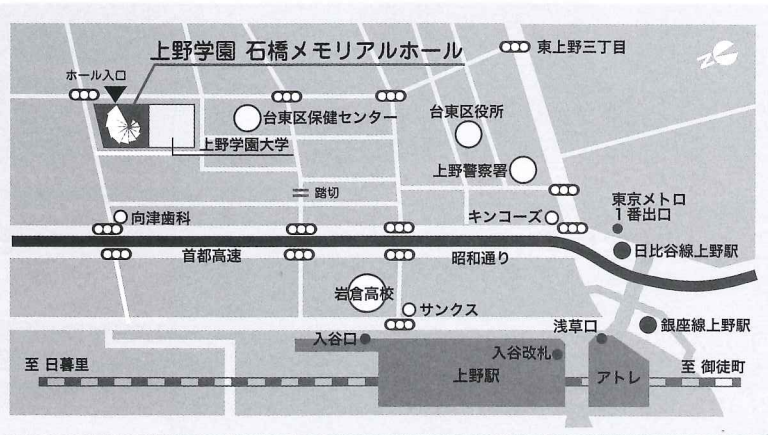 上野学園 石橋メモリアルホール
東上野三丁目
ホール入口
台東区保健センター
台東区役所
上野学園大学
上野警察署
踏切
東京メトロ
1番出口
向津歯科
キンコーズ
日比谷線上野駅
首都高速
昭和通り
岩倉高校
サンクス
銀座線上野駅
浅草口
入谷口
入谷改札
至 日暮里
上野駅
アトレ
至 御徒町
N